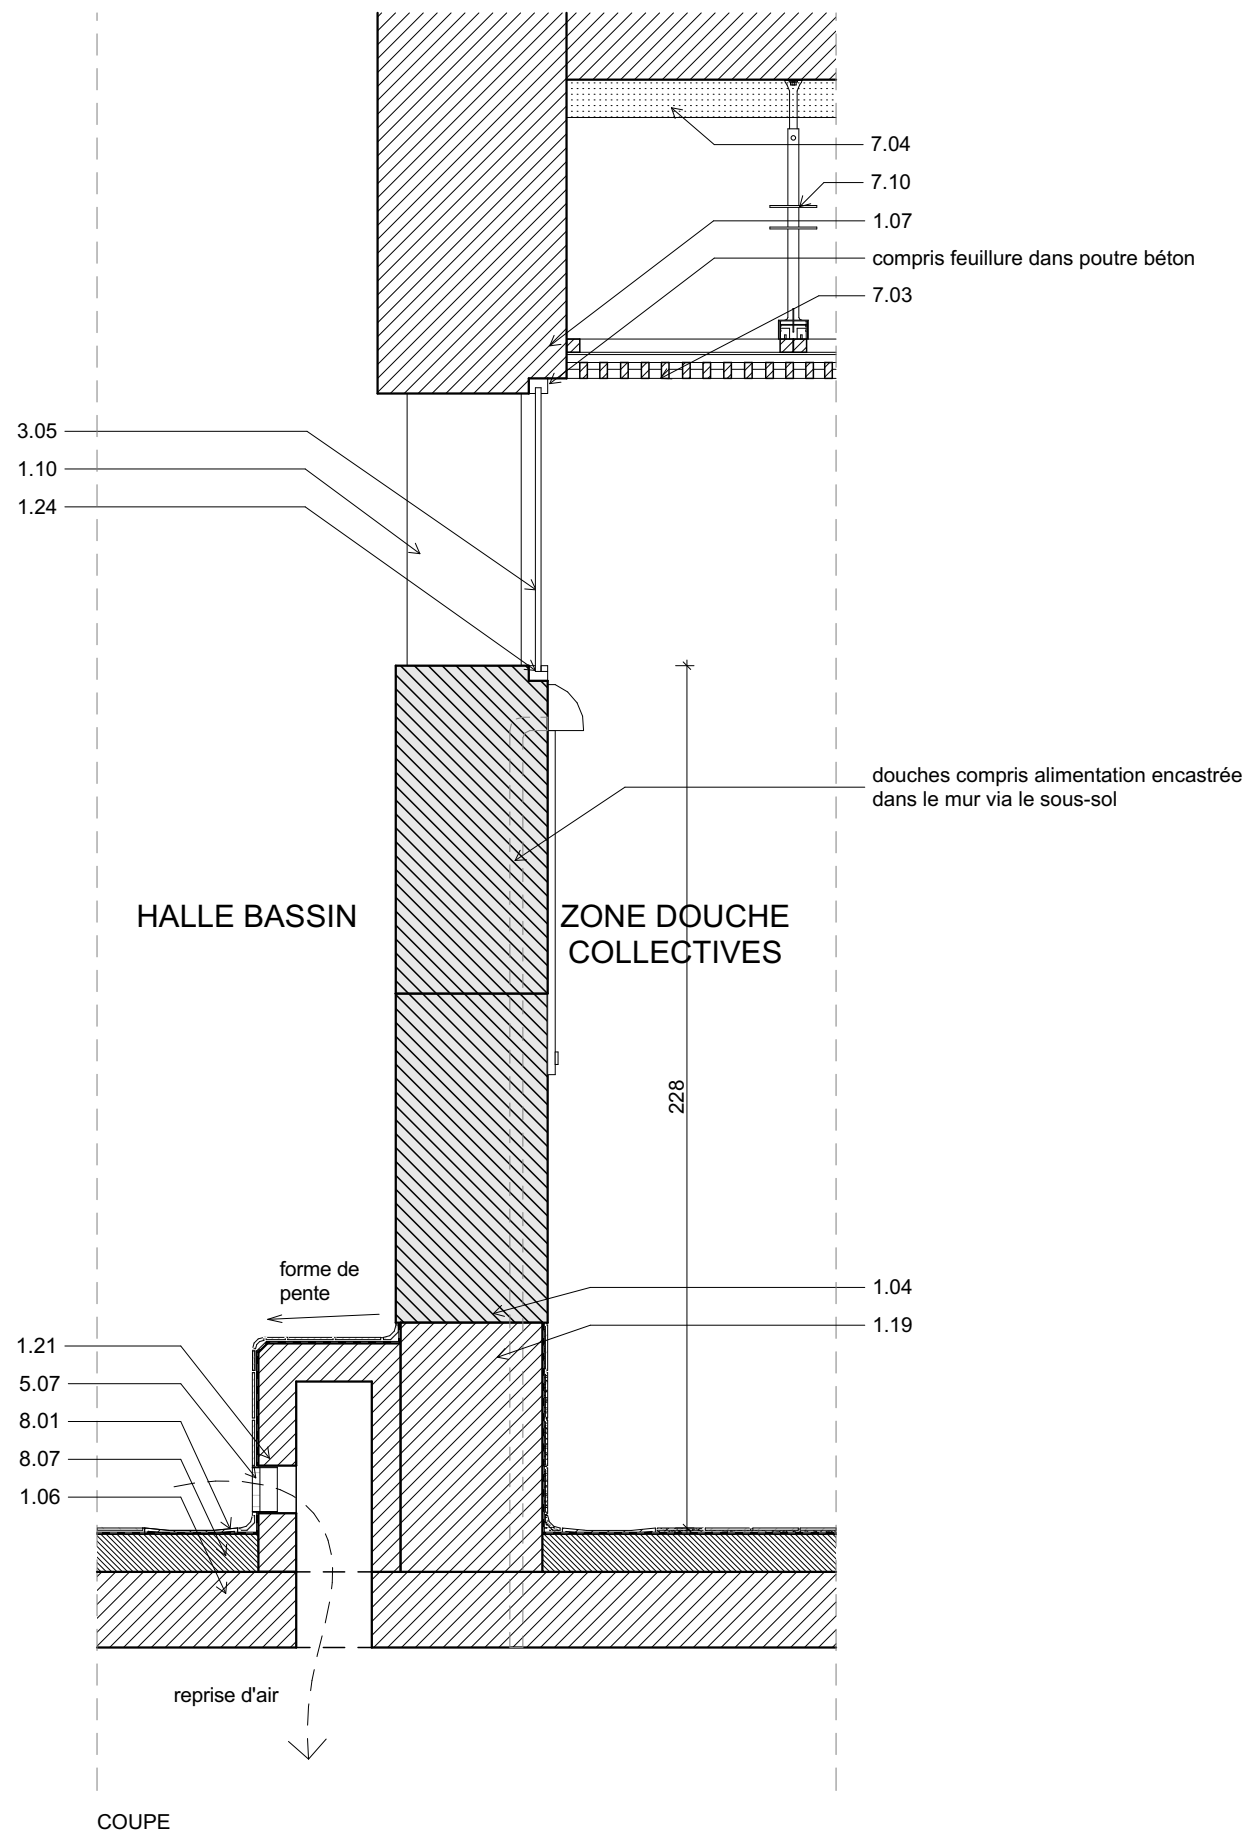 7.04
7.10
1.07
compris feuillure dans poutre béton
7.03
3.05
1.10
1.24
douches compris alimentation encastrée
dans le mur via le sous-sol
HALLE BASSIN
ZONE DOUCHE
COLLECTIVES
228
forme de
pente
1.04
1.19
1.21
5.07
8.01
8.07
1.06
reprise d'air
COUPE